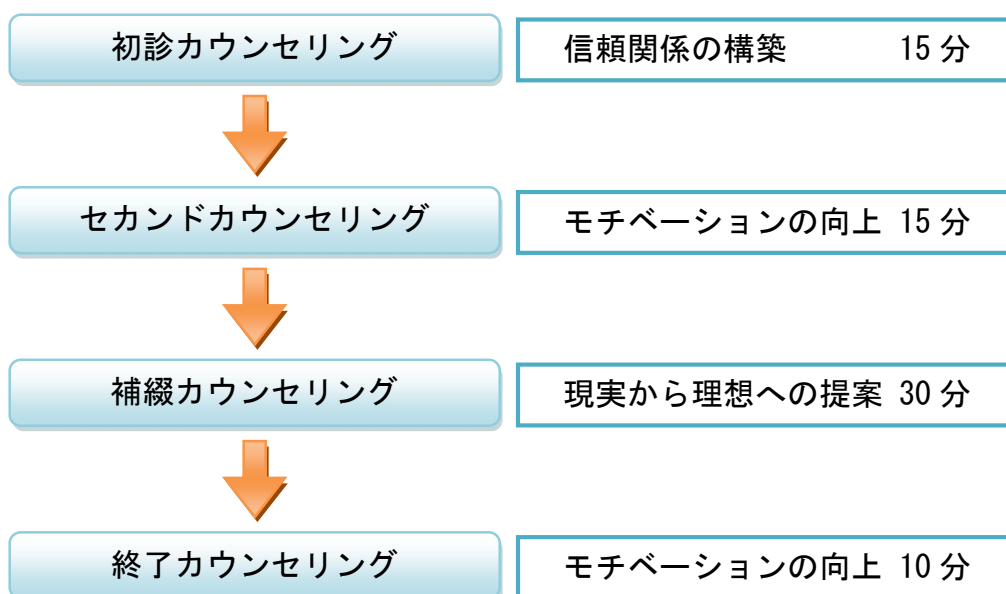 初診カウンセリング
信頼関係の構築 15分
セカンドカウンセリング
モチベーションの向上 15分
補綴カウンセリング
現実から理想への提案 30分
終了カウンセリング
モチベーションの向上 10分